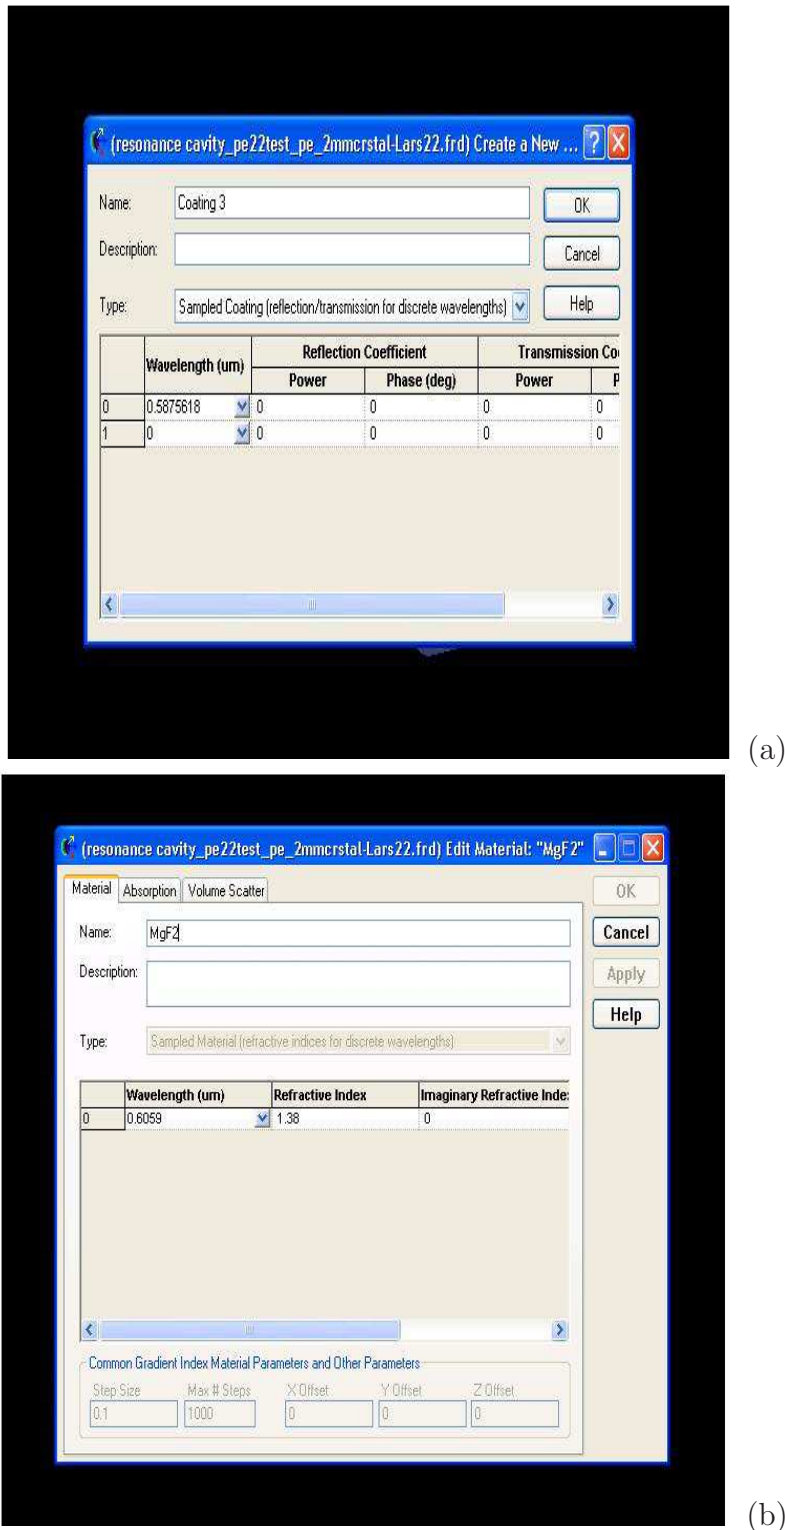 (resonance cavity_pe22test_pe_2mmcrstal-Lars22.frd) Create a New ...
Name: Coating 3 OK
Description: Cancel
Type: Sampled Coating (reflection/transmission for discrete wavelengths) Help
Wavelength (um) Reflection Coefficient Transmission Co
Power Phase (deg) Power P
0 0.5875618 0 0 0 0
1 0 0 0 0 0
(a)
(resonance cavity_pe22test_pe_2mmcrstal-Lars22.frd) Edit Material: "MgF2"
Material Absorption Volume Scatter OK
Name: MgF2 Cancel
Description: Apply
Help
Type: Sampled Material (refractive indices for discrete wavelengths)
Wavelength (um) Refractive Index Imaginary Refractive Inde
0 0.6059 1.38 0
Common Gradient Index Material Parameters and Other Parameters
Step Size Max # Steps X Offset Y Offset Z Offset
0.1 1000 0 0 0
(b)